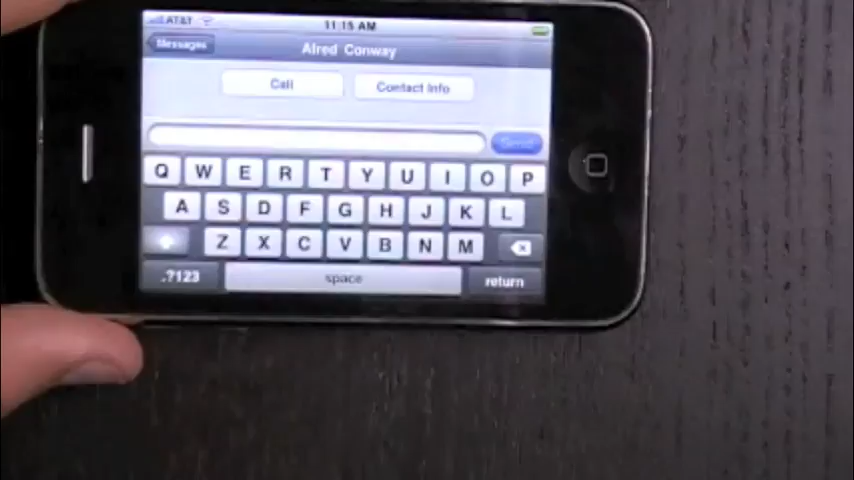 AT&T 11:15 AM
Messages Alred Conway
Call Contact Info
Send
Q W E R T Y U I O P
A S D F G H J K L
Z X C V B N M
.?123 space return